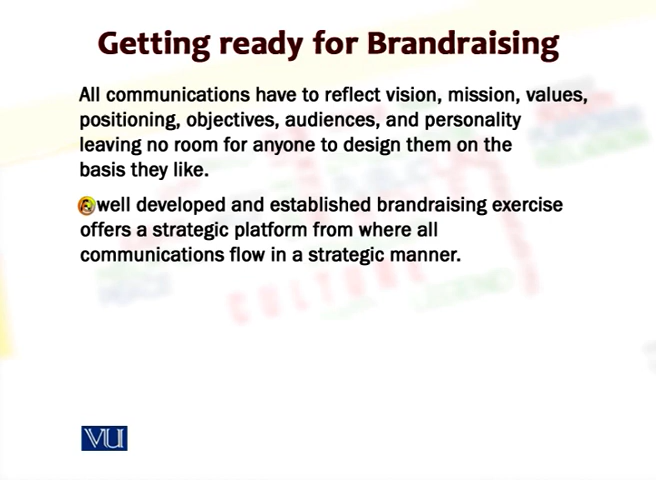 Getting ready for Brandraising
All communications have to reflect vision, mission, values,
positioning, objectives, audiences, and personality
leaving no room for anyone to design them on the
basis they like.
A well developed and established brandraising exercise
offers a strategic platform from where all
communications flow in a strategic manner.
CULTURE
VU